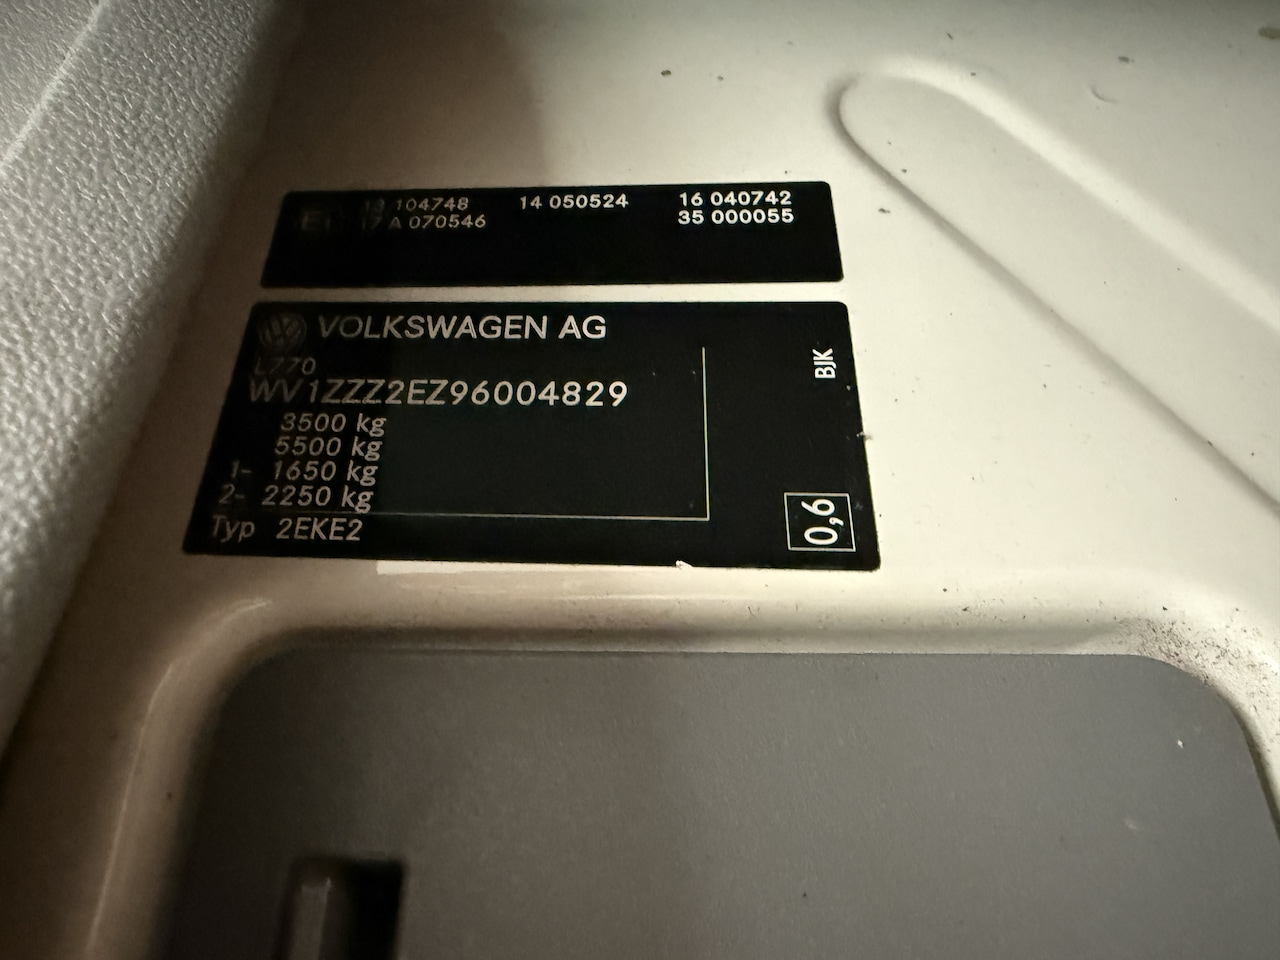 E1 13 104748 14 050524 16 040742
17 A 070546 35 000055
VOLKSWAGEN AG
L770
WV1ZZZ2EZ96004829
3500 kg
5500 kg
1- 1650 kg
2- 2250 kg
Typ 2EKE2
BJK
0,6